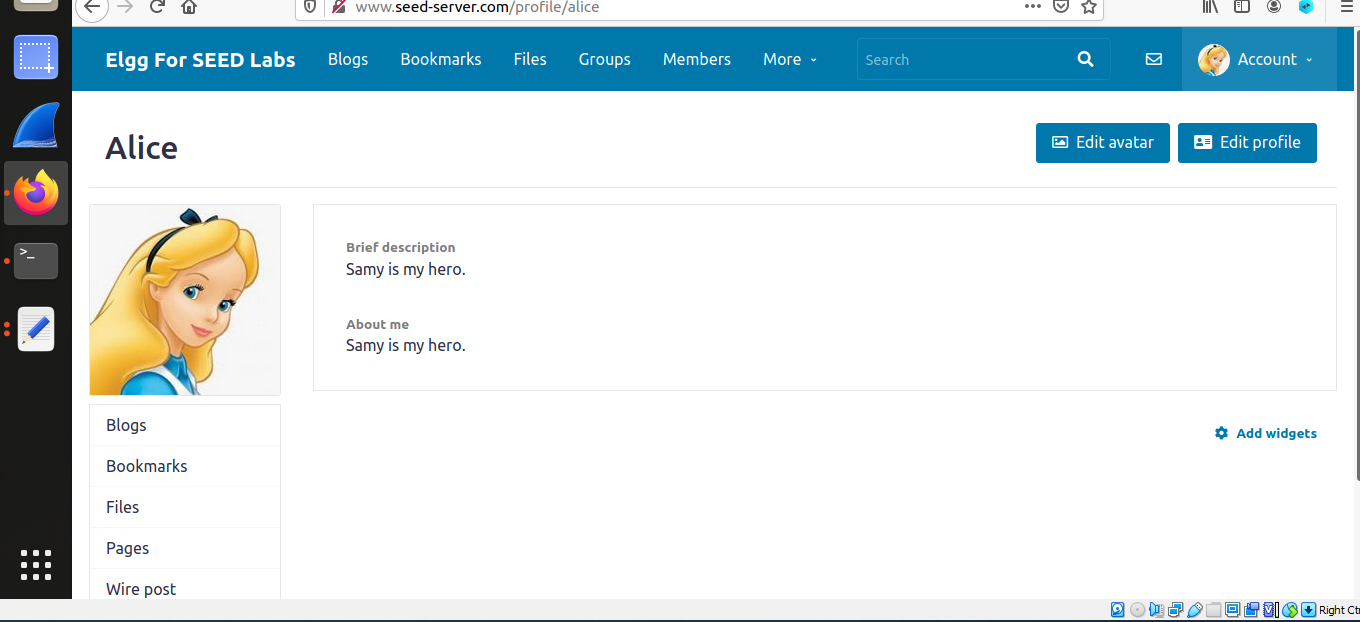 www.seed-server.com/profile/alice
Elgg For SEED Labs Blogs Bookmarks Files Groups Members More Search Account
Alice Edit avatar Edit profile
Brief description
Samy is my hero.
About me
Samy is my hero.
Add widgets
Blogs
Bookmarks
Files
Pages
Wire post
Right Ctr